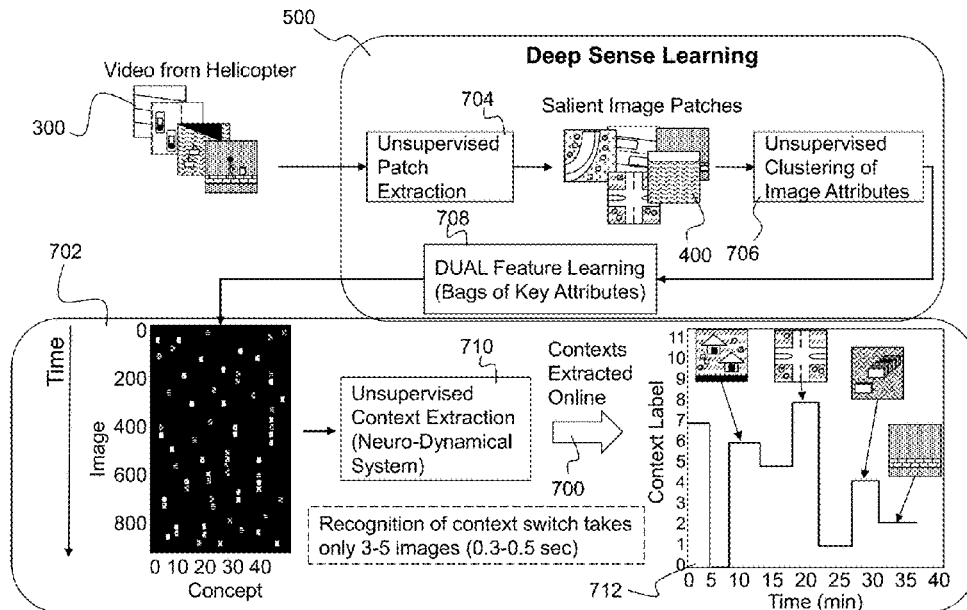 500
Deep Sense Learning
Video from Helicopter
300
704
Unsupervised
Patch
Extraction
Salient Image Patches
400
Unsupervised
Clustering of
Image Attributes
706
708
DUAL Feature Learning
(Bags of Key Attributes)
702
Time
Image
0
200
400
600
800
0 10 20 30 40
Concept
710
Unsupervised
Context Extraction
(Neuro-Dynamical
System)
Contexts
Extracted
Online
700
Recognition of context switch takes
only 3-5 images (0.3-0.5 sec)
Context Label
11
10
9
8
7
6
5
4
3
2
1
0
0 5 10 15 20 25 30 35 40
Time (min)
712